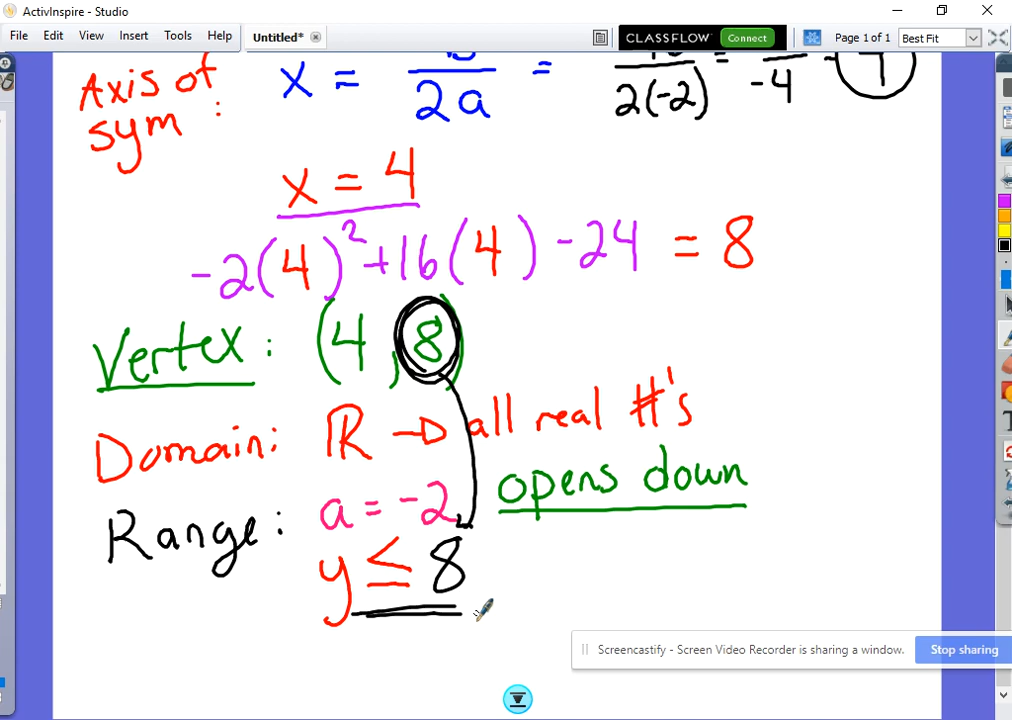 ActivInspire - Studio
File Edit View Insert Tools Help Untitled* CLASSFLOW Connect Page 1 of 1 Best Fit
Axis of sym:
x = /2a = /2(-2) = /-4
x = 4
-2(4)²+16(4)-24 = 8
Vertex: (4,8)
Domain: ℝ → all real #'s
a = -2 opens down
Range:
y ≤ 8
Screencastify - Screen Video Recorder is sharing a window. Stop sharing